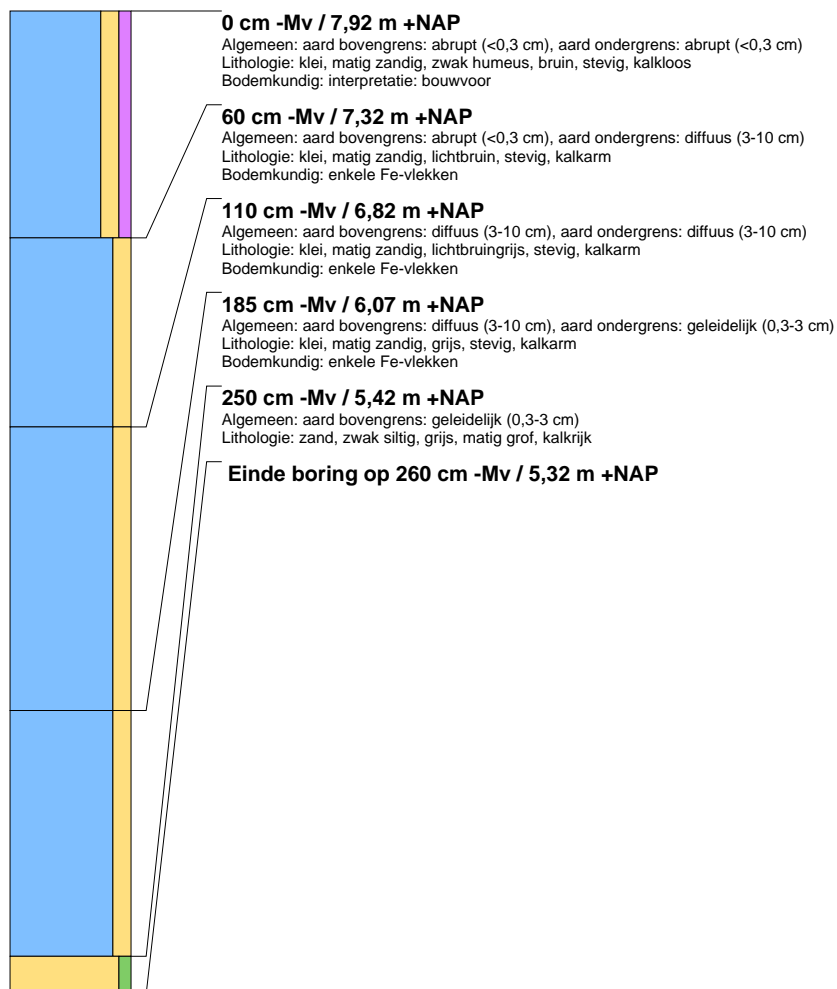 0 cm -Mv / 7,92 m +NAP
Algemeen: aard bovengrens: abrupt (<0,3 cm), aard ondergrens: abrupt (<0,3 cm)
Lithologie: klei, matig zandig, zwak humeus, bruin, stevig, kalkloos
Bodemkundig: interpretatie: bouwvoor
60 cm -Mv / 7,32 m +NAP
Algemeen: aard bovengrens: abrupt (<0,3 cm), aard ondergrens: diffuus (3-10 cm)
Lithologie: klei, matig zandig, lichtbruin, stevig, kalkarm
Bodemkundig: enkele Fe-vlekken
110 cm -Mv / 6,82 m +NAP
Algemeen: aard bovengrens: diffuus (3-10 cm), aard ondergrens: diffuus (3-10 cm)
Lithologie: klei, matig zandig, lichtbruingrijs, stevig, kalkarm
Bodemkundig: enkele Fe-vlekken
185 cm -Mv / 6,07 m +NAP
Algemeen: aard bovengrens: diffuus (3-10 cm), aard ondergrens: geleidelijk (0,3-3 cm)
Lithologie: klei, matig zandig, grijs, stevig, kalkarm
Bodemkundig: enkele Fe-vlekken
250 cm -Mv / 5,42 m +NAP
Algemeen: aard bovengrens: geleidelijk (0,3-3 cm)
Lithologie: zand, zwak siltig, grijs, matig grof, kalkrijk
Einde boring op 260 cm -Mv / 5,32 m +NAP